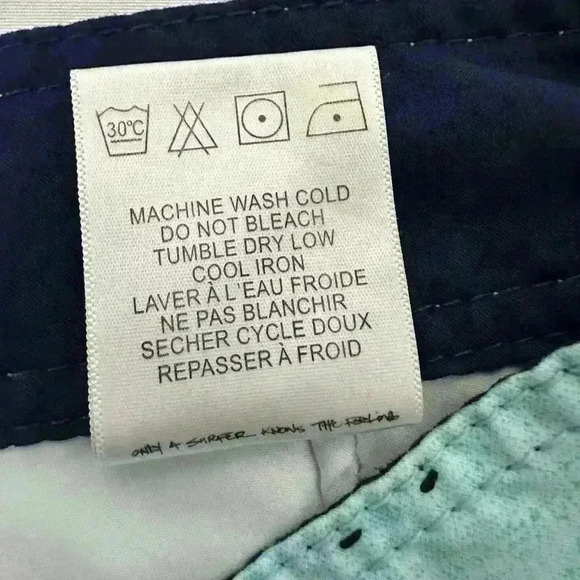 30°C
MACHINE WASH COLD
DO NOT BLEACH
TUMBLE DRY LOW
COOL IRON
LAVER À L'EAU FROIDE
NE PAS BLANCHIR
SECHER CYCLE DOUX
REPASSER À FROID
ONLY A SURFER KNOWS THE FEELING